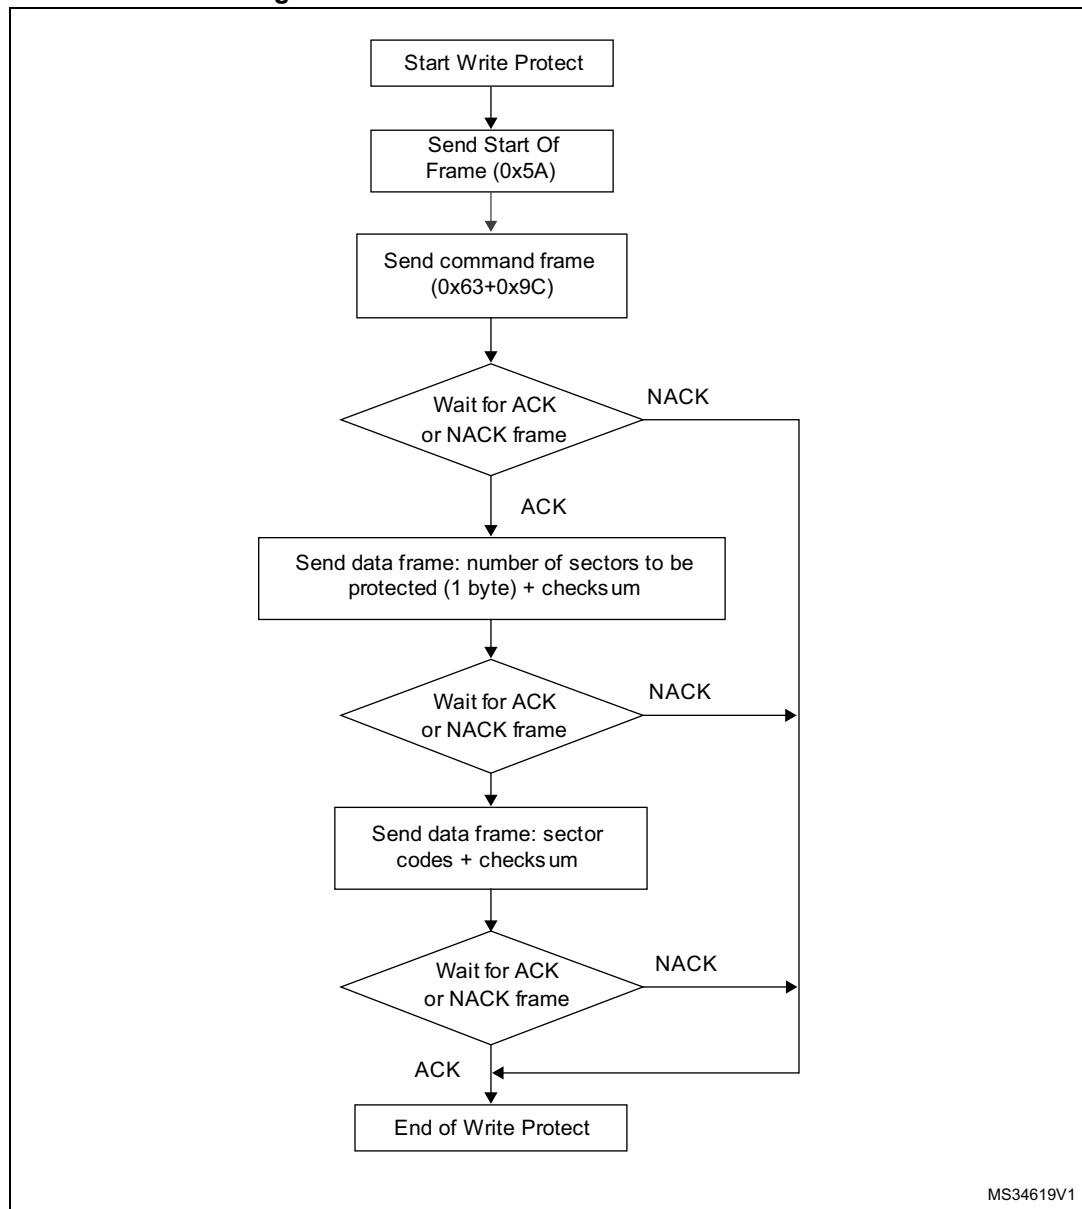 Start Write Protect
Send Start Of
Frame (0x5A)
Send command frame
(0x63+0x9C)
Wait for ACK
or NACK frame
NACK
ACK
Send data frame: number of sectors to be
protected (1 byte) + checksum
Wait for ACK
or NACK frame
NACK
Send data frame: sector
codes + checksum
Wait for ACK
or NACK frame
NACK
ACK
End of Write Protect
MS34619V1